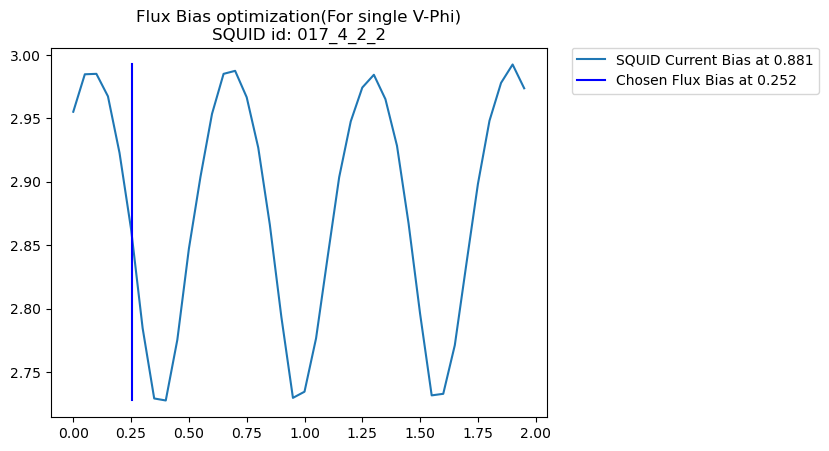 Flux Bias optimization(For single V-Phi)
SQUID id: 017_4_2_2
SQUID Current Bias at 0.881
Chosen Flux Bias at 0.252
3.00
2.95
2.90
2.85
2.80
2.75
0.00 0.25 0.50 0.75 1.00 1.25 1.50 1.75 2.00